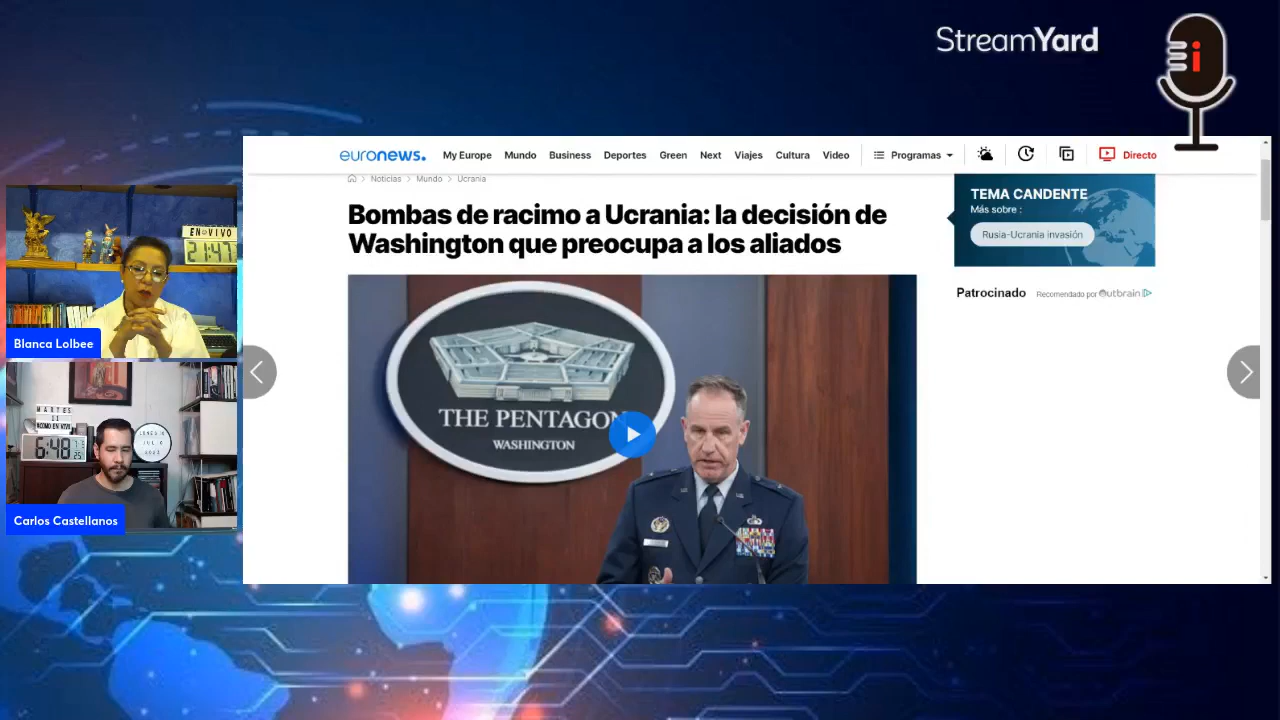 StreamYard
i
euronews.
My Europe Mundo Business Deportes Green Next Viajes Cultura Video Programas Directo
Noticias > Mundo > Ucrania
Bombas de racimo a Ucrania: la decisión de
Washington que preocupa a los aliados
TEMA CANDENTE
Más sobre :
Rusia-Ucrania invasión
Patrocinado
Recomendado por Outbrain
THE PENTAGON
WASHINGTON
EN VIVO
21:47
Blanca Lolbee
MARTES
11
6:48
JULIO
Carlos Castellanos